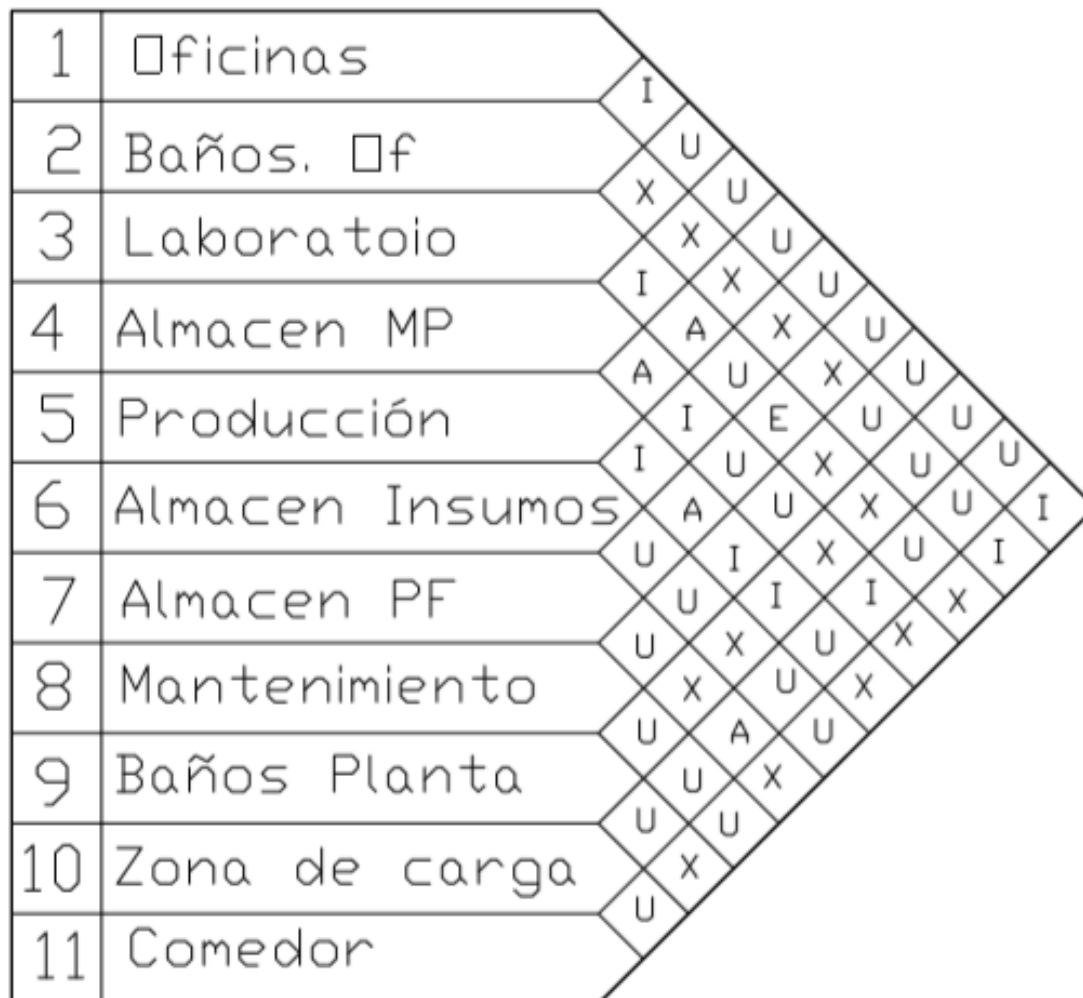 1 Oficinas I U U U U U U U U I
2 Baños. Of X X X X X U U U I
3 Laboratoio I A U E X X U X
4 Almacen MP A I U U X I X
5 Producción I A I I U X
6 Almacen Insumos U U X U U
7 Almacen PF U X A X
8 Mantenimiento U U U
9 Baños Planta U X
10 Zona de carga U
11 Comedor